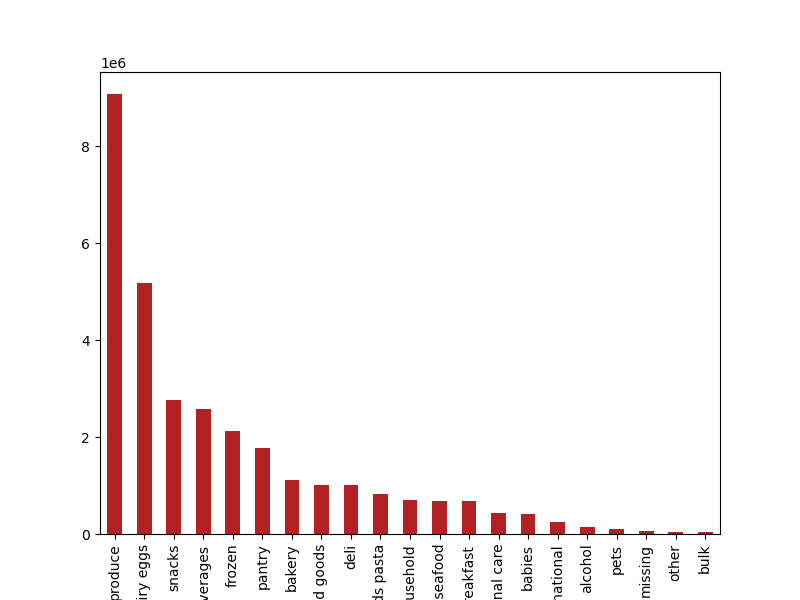 1e6
8
6
4
2
0
produce
iry eggs
snacks
verages
frozen
pantry
bakery
d goods
deli
ds pasta
usehold
seafood
reakfast
nal care
babies
national
alcohol
pets
missing
other
bulk